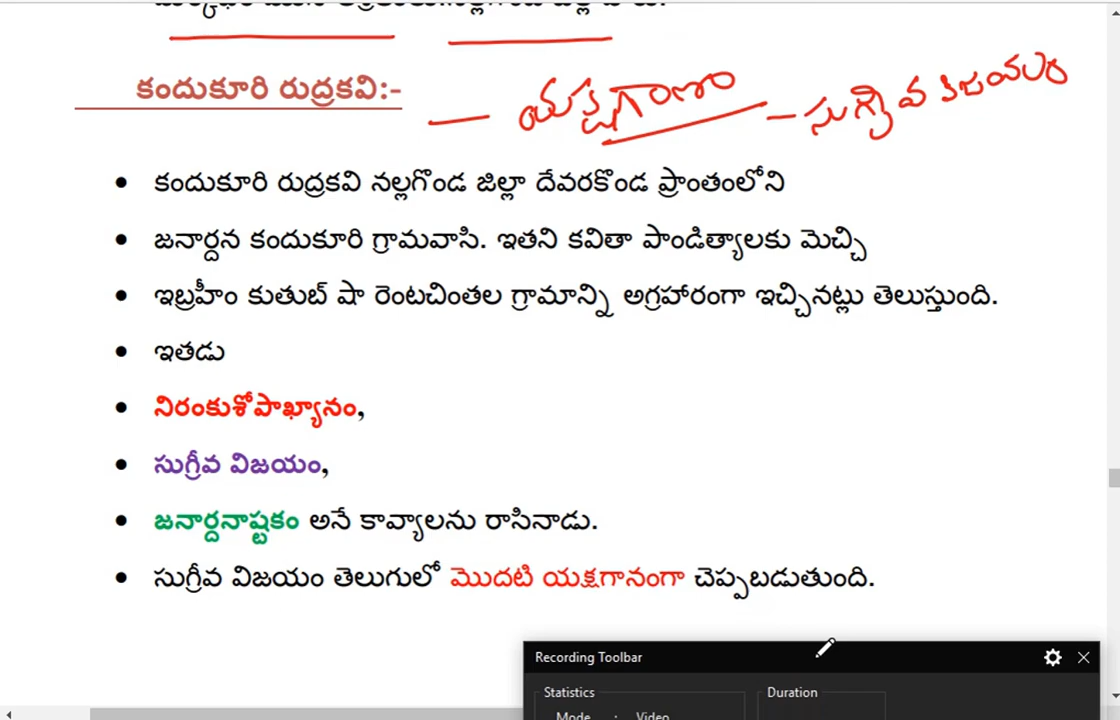 కందుకూరి రుద్రకవి:- — యక్షగానం – సుగ్రీవ విజయము
• కందుకూరి రుద్రకవి నల్లగొండ జిల్లా దేవరకొండ ప్రాంతంలోని
• జనార్దన కందుకూరి గ్రామవాసి. ఇతని కవితా పాండిత్యాలకు మెచ్చి
• ఇబ్రహీం కుతుబ్ షా రెంటచింతల గ్రామాన్ని అగ్రహారంగా ఇచ్చినట్లు తెలుస్తుంది.
• ఇతడు
• నిరంకుశోపాఖ్యానం,
• సుగ్రీవ విజయం,
• జనార్దనాష్టకం అనే కావ్యాలను రాసినాడు.
• సుగ్రీవ విజయం తెలుగులో మొదటి యక్షగానంగా చెప్పబడుతుంది.
Recording Toolbar
Statistics Duration
Mode : Video